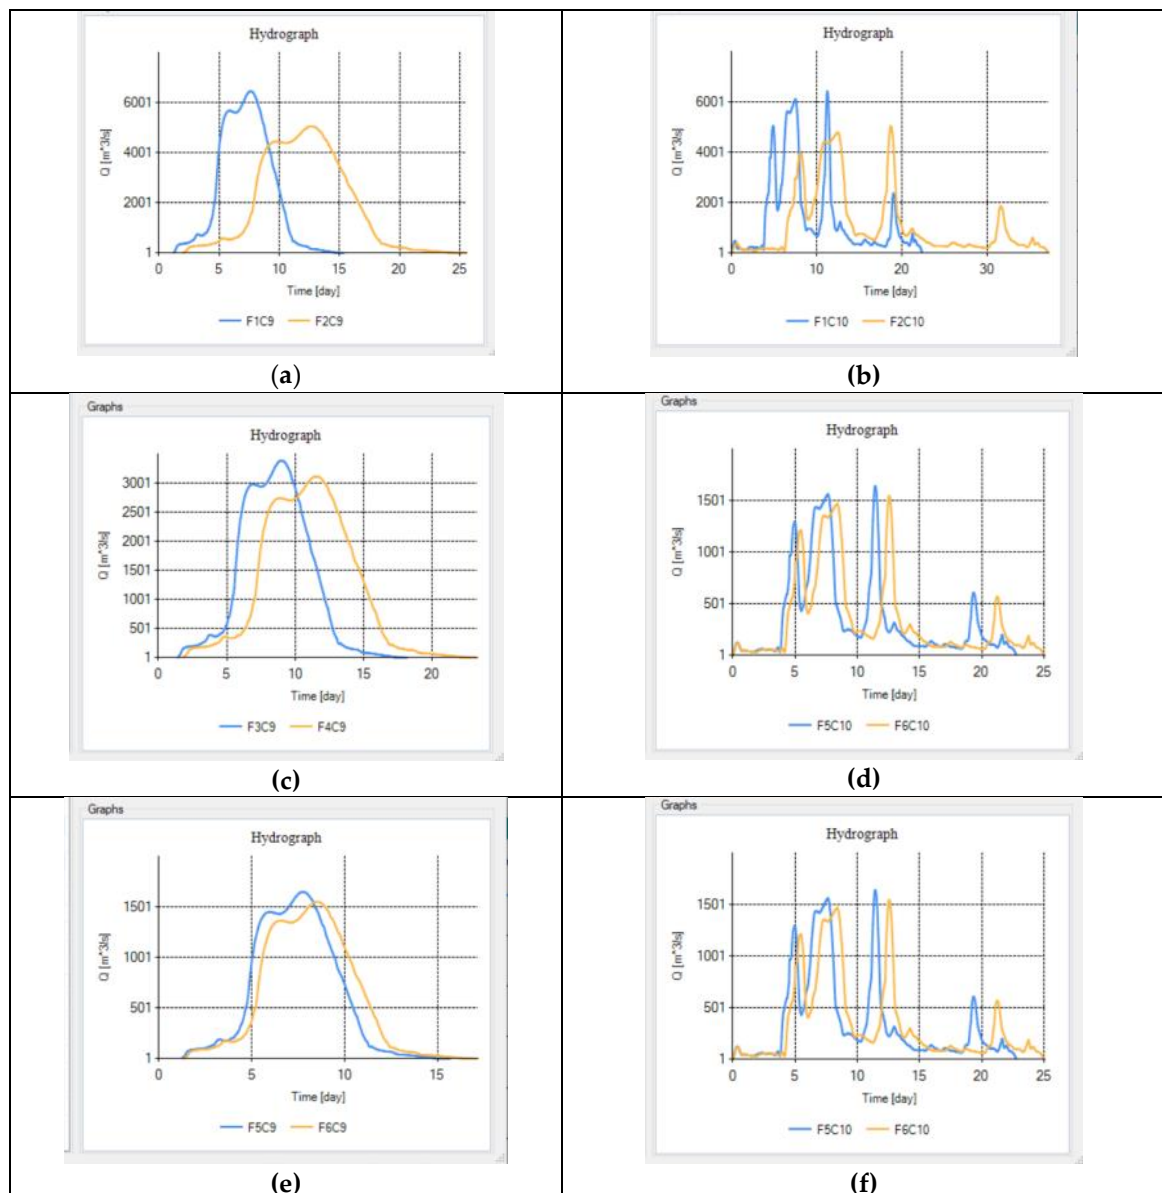 Hydrograph
Q [m^3/s]
6001
4001
2001
1
0 5 10 15 20 25
Time [day]
F1C9 F2C9
(a)
Hydrograph
Q [m^3/s]
6001
4001
2001
1
0 10 20 30
Time [day]
F1C10 F2C10
(b)
Graphs
Hydrograph
Q [m^3/s]
3001
2501
2001
1501
1001
501
1
0 5 10 15 20
Time [day]
F3C9 F4C9
(c)
Graphs
Hydrograph
Q [m^3/s]
1501
1001
501
1
0 5 10 15 20 25
Time [day]
F5C10 F6C10
(d)
Graphs
Hydrograph
Q [m^3/s]
1501
1001
501
1
0 5 10 15
Time [day]
F5C9 F6C9
(e)
Graphs
Hydrograph
Q [m^3/s]
1501
1001
501
1
0 5 10 15 20 25
Time [day]
F5C10 F6C10
(f)